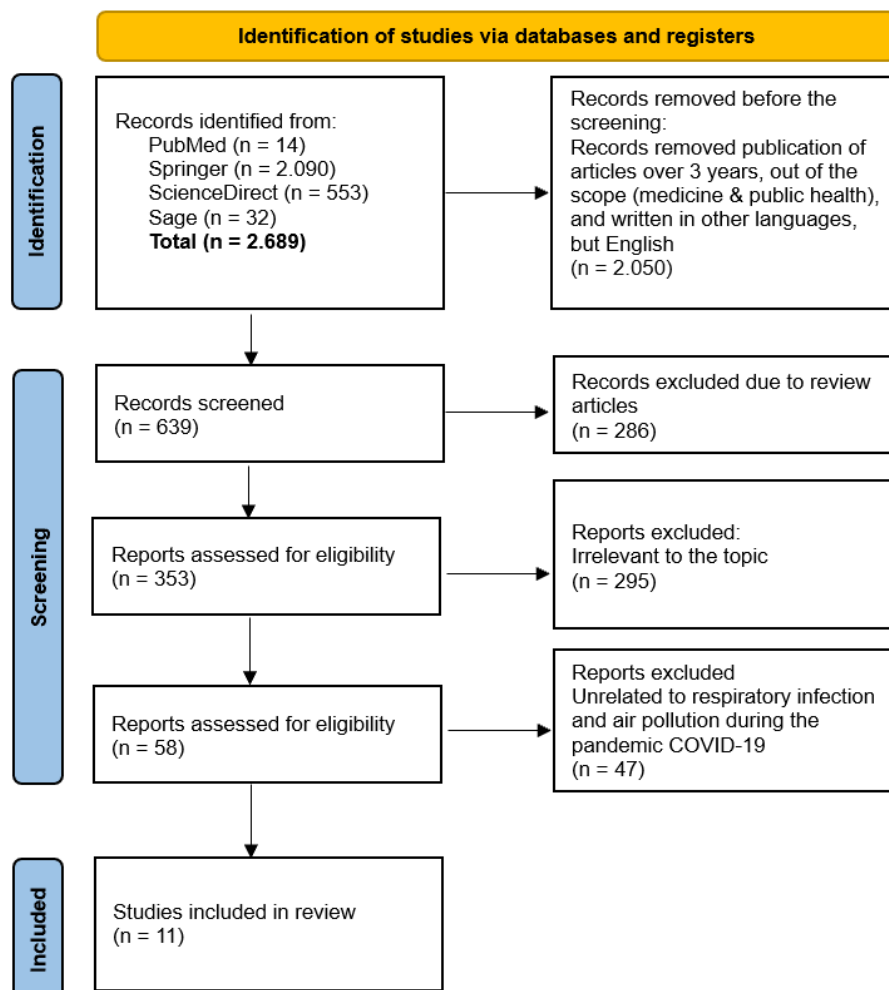 Identification of studies via databases and registers
Identification
Records identified from:
PubMed (n = 14)
Springer (n = 2.090)
ScienceDirect (n = 553)
Sage (n = 32)
Total (n = 2.689)
Records removed before the
screening:
Records removed publication of
articles over 3 years, out of the
scope (medicine & public health),
and written in other languages,
but English
(n = 2.050)
Screening
Records screened
(n = 639)
Records excluded due to review
articles
(n = 286)
Reports assessed for eligibility
(n = 353)
Reports excluded:
Irrelevant to the topic
(n = 295)
Reports assessed for eligibility
(n = 58)
Reports excluded
Unrelated to respiratory infection
and air pollution during the
pandemic COVID-19
(n = 47)
Included
Studies included in review
(n = 11)